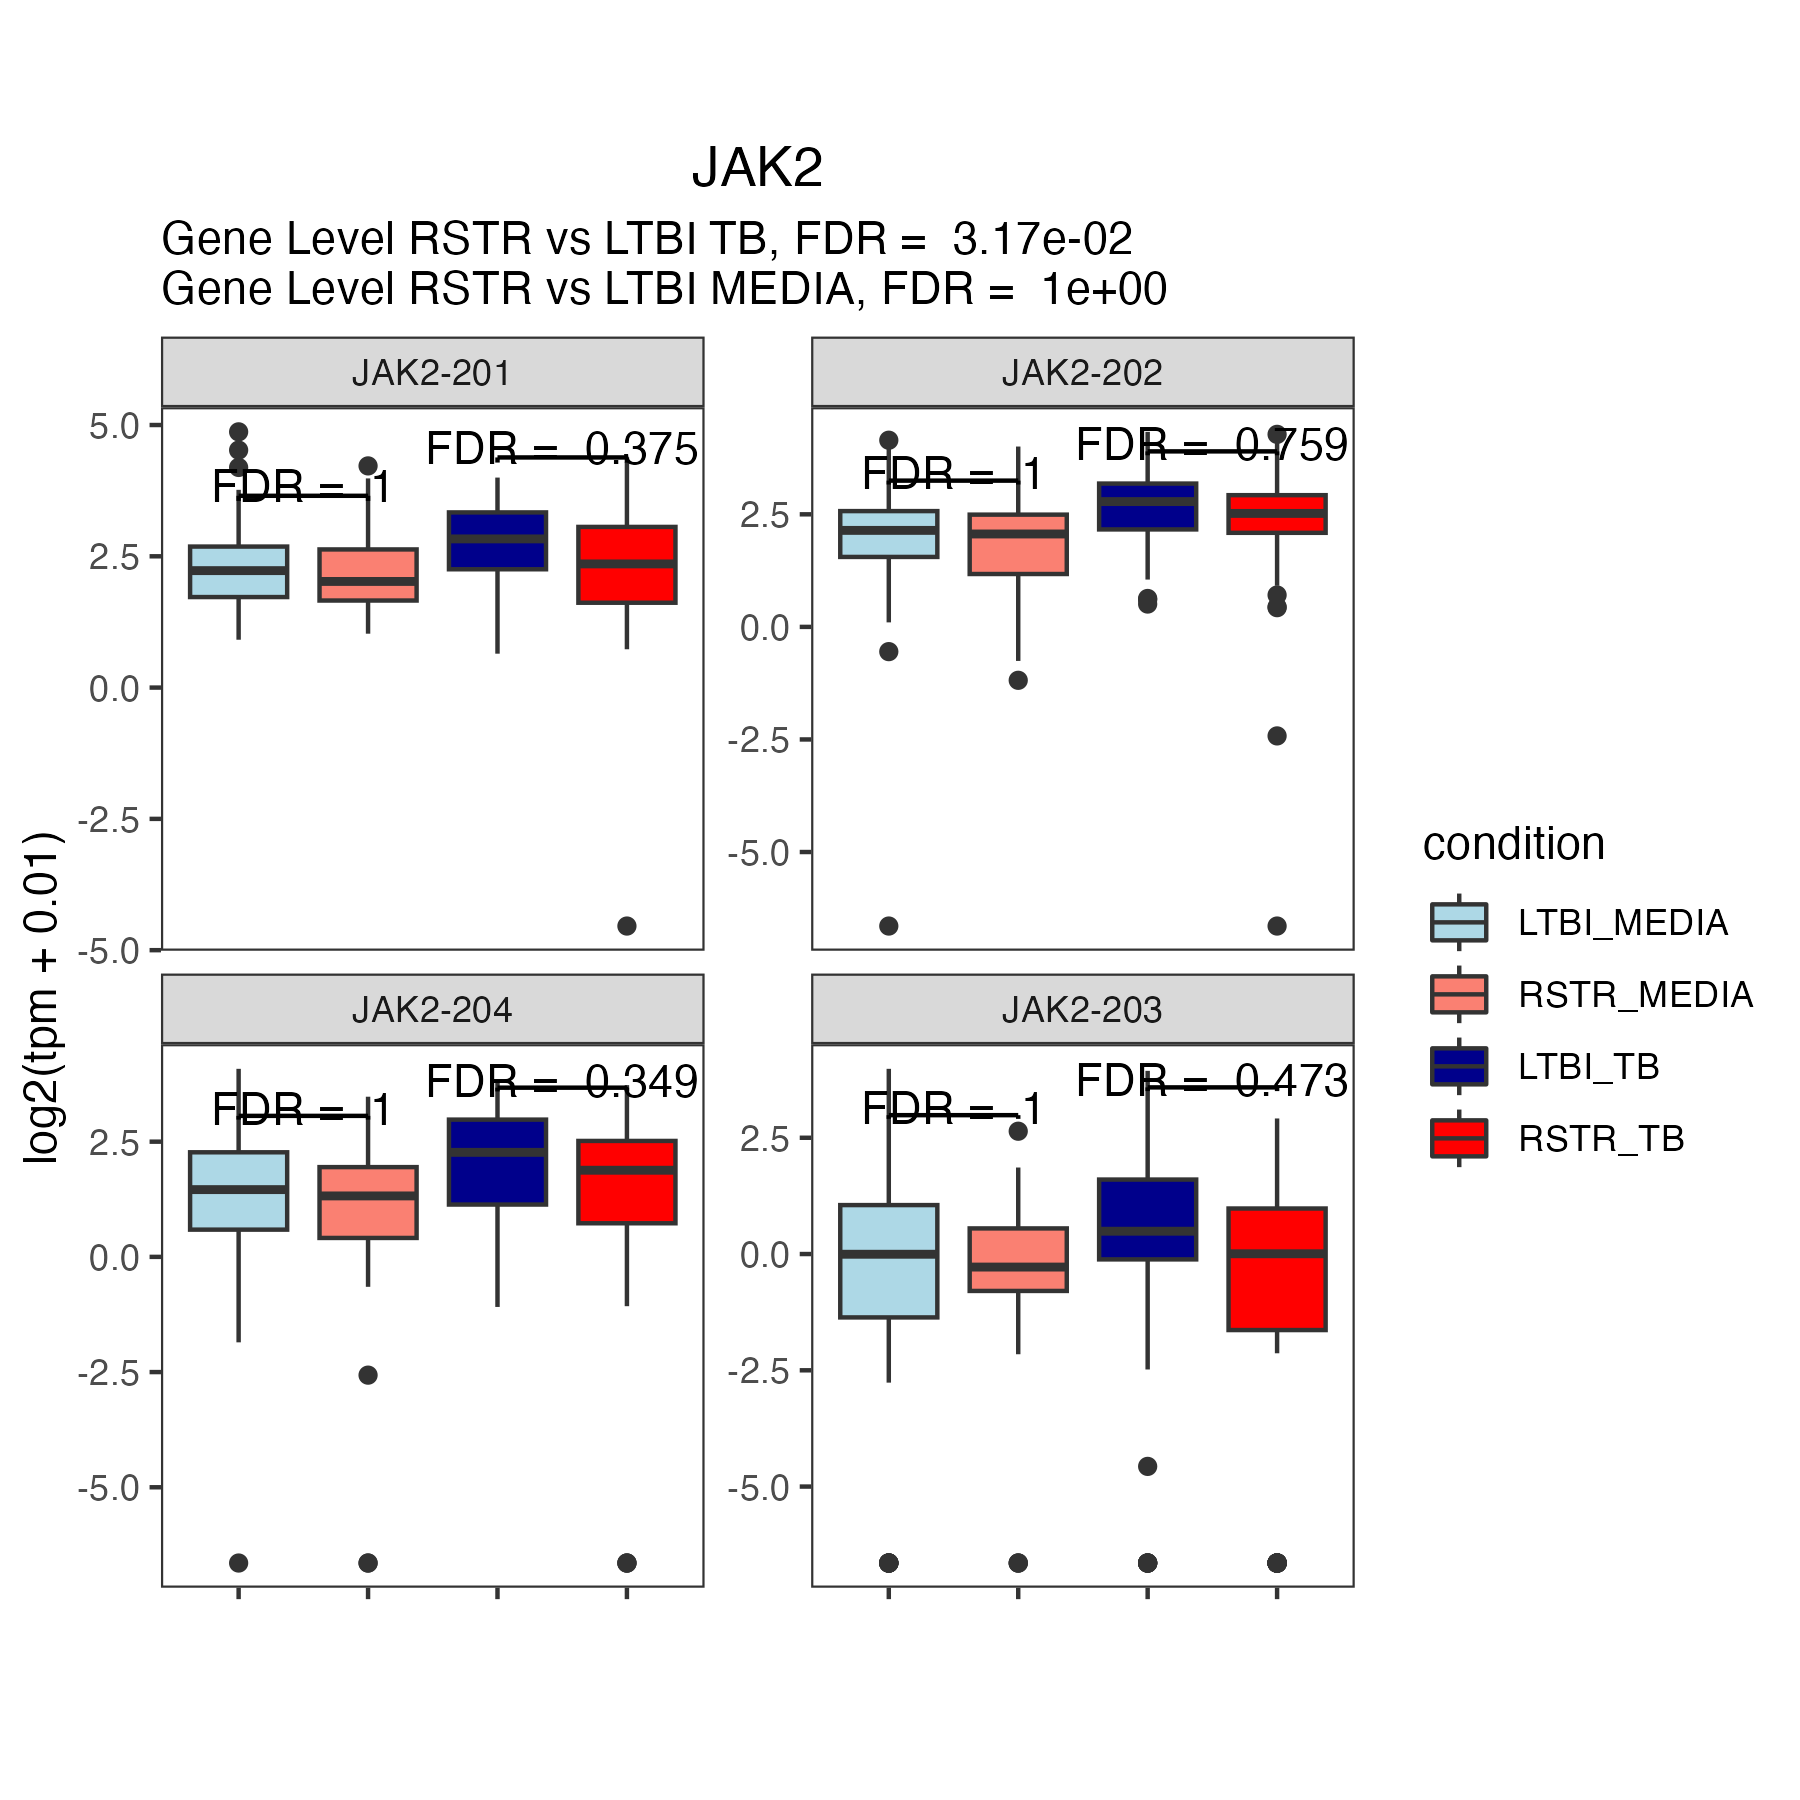 JAK2
Gene Level RSTR vs LTBI TB, FDR =  3.17e-02
Gene Level RSTR vs LTBI MEDIA, FDR =  1e+00
JAK2-201
5.0
2.5
0.0
-2.5
-5.0
FDR =  1
FDR =  0.375
JAK2-202
2.5
0.0
-2.5
-5.0
FDR =  1
FDR =  0.759
log2(tpm + 0.01)
JAK2-204
2.5
0.0
-2.5
-5.0
FDR =  1
FDR =  0.349
JAK2-203
2.5
0.0
-2.5
-5.0
FDR =  1
FDR =  0.473
condition
LTBI_MEDIA
RSTR_MEDIA
LTBI_TB
RSTR_TB